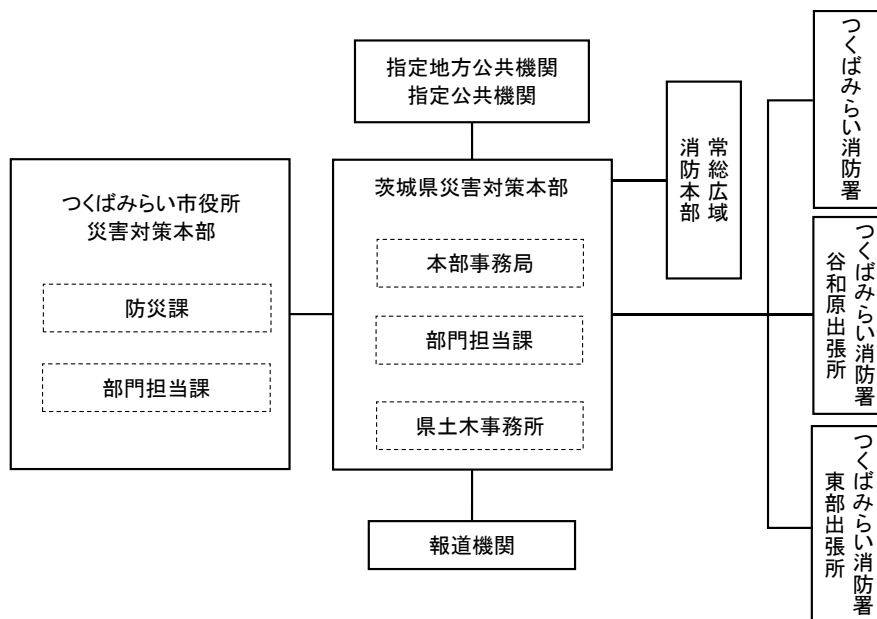 指定地方公共機関
指定公共機関
つくばみらい市役所
災害対策本部
防災課
部門担当課
茨城県災害対策本部
本部事務局
部門担当課
県土木事務所
報道機関
常総広域
消防本部
つくばみらい消防署
つくばみらい消防署
谷和原出張所
つくばみらい消防署
東部出張所